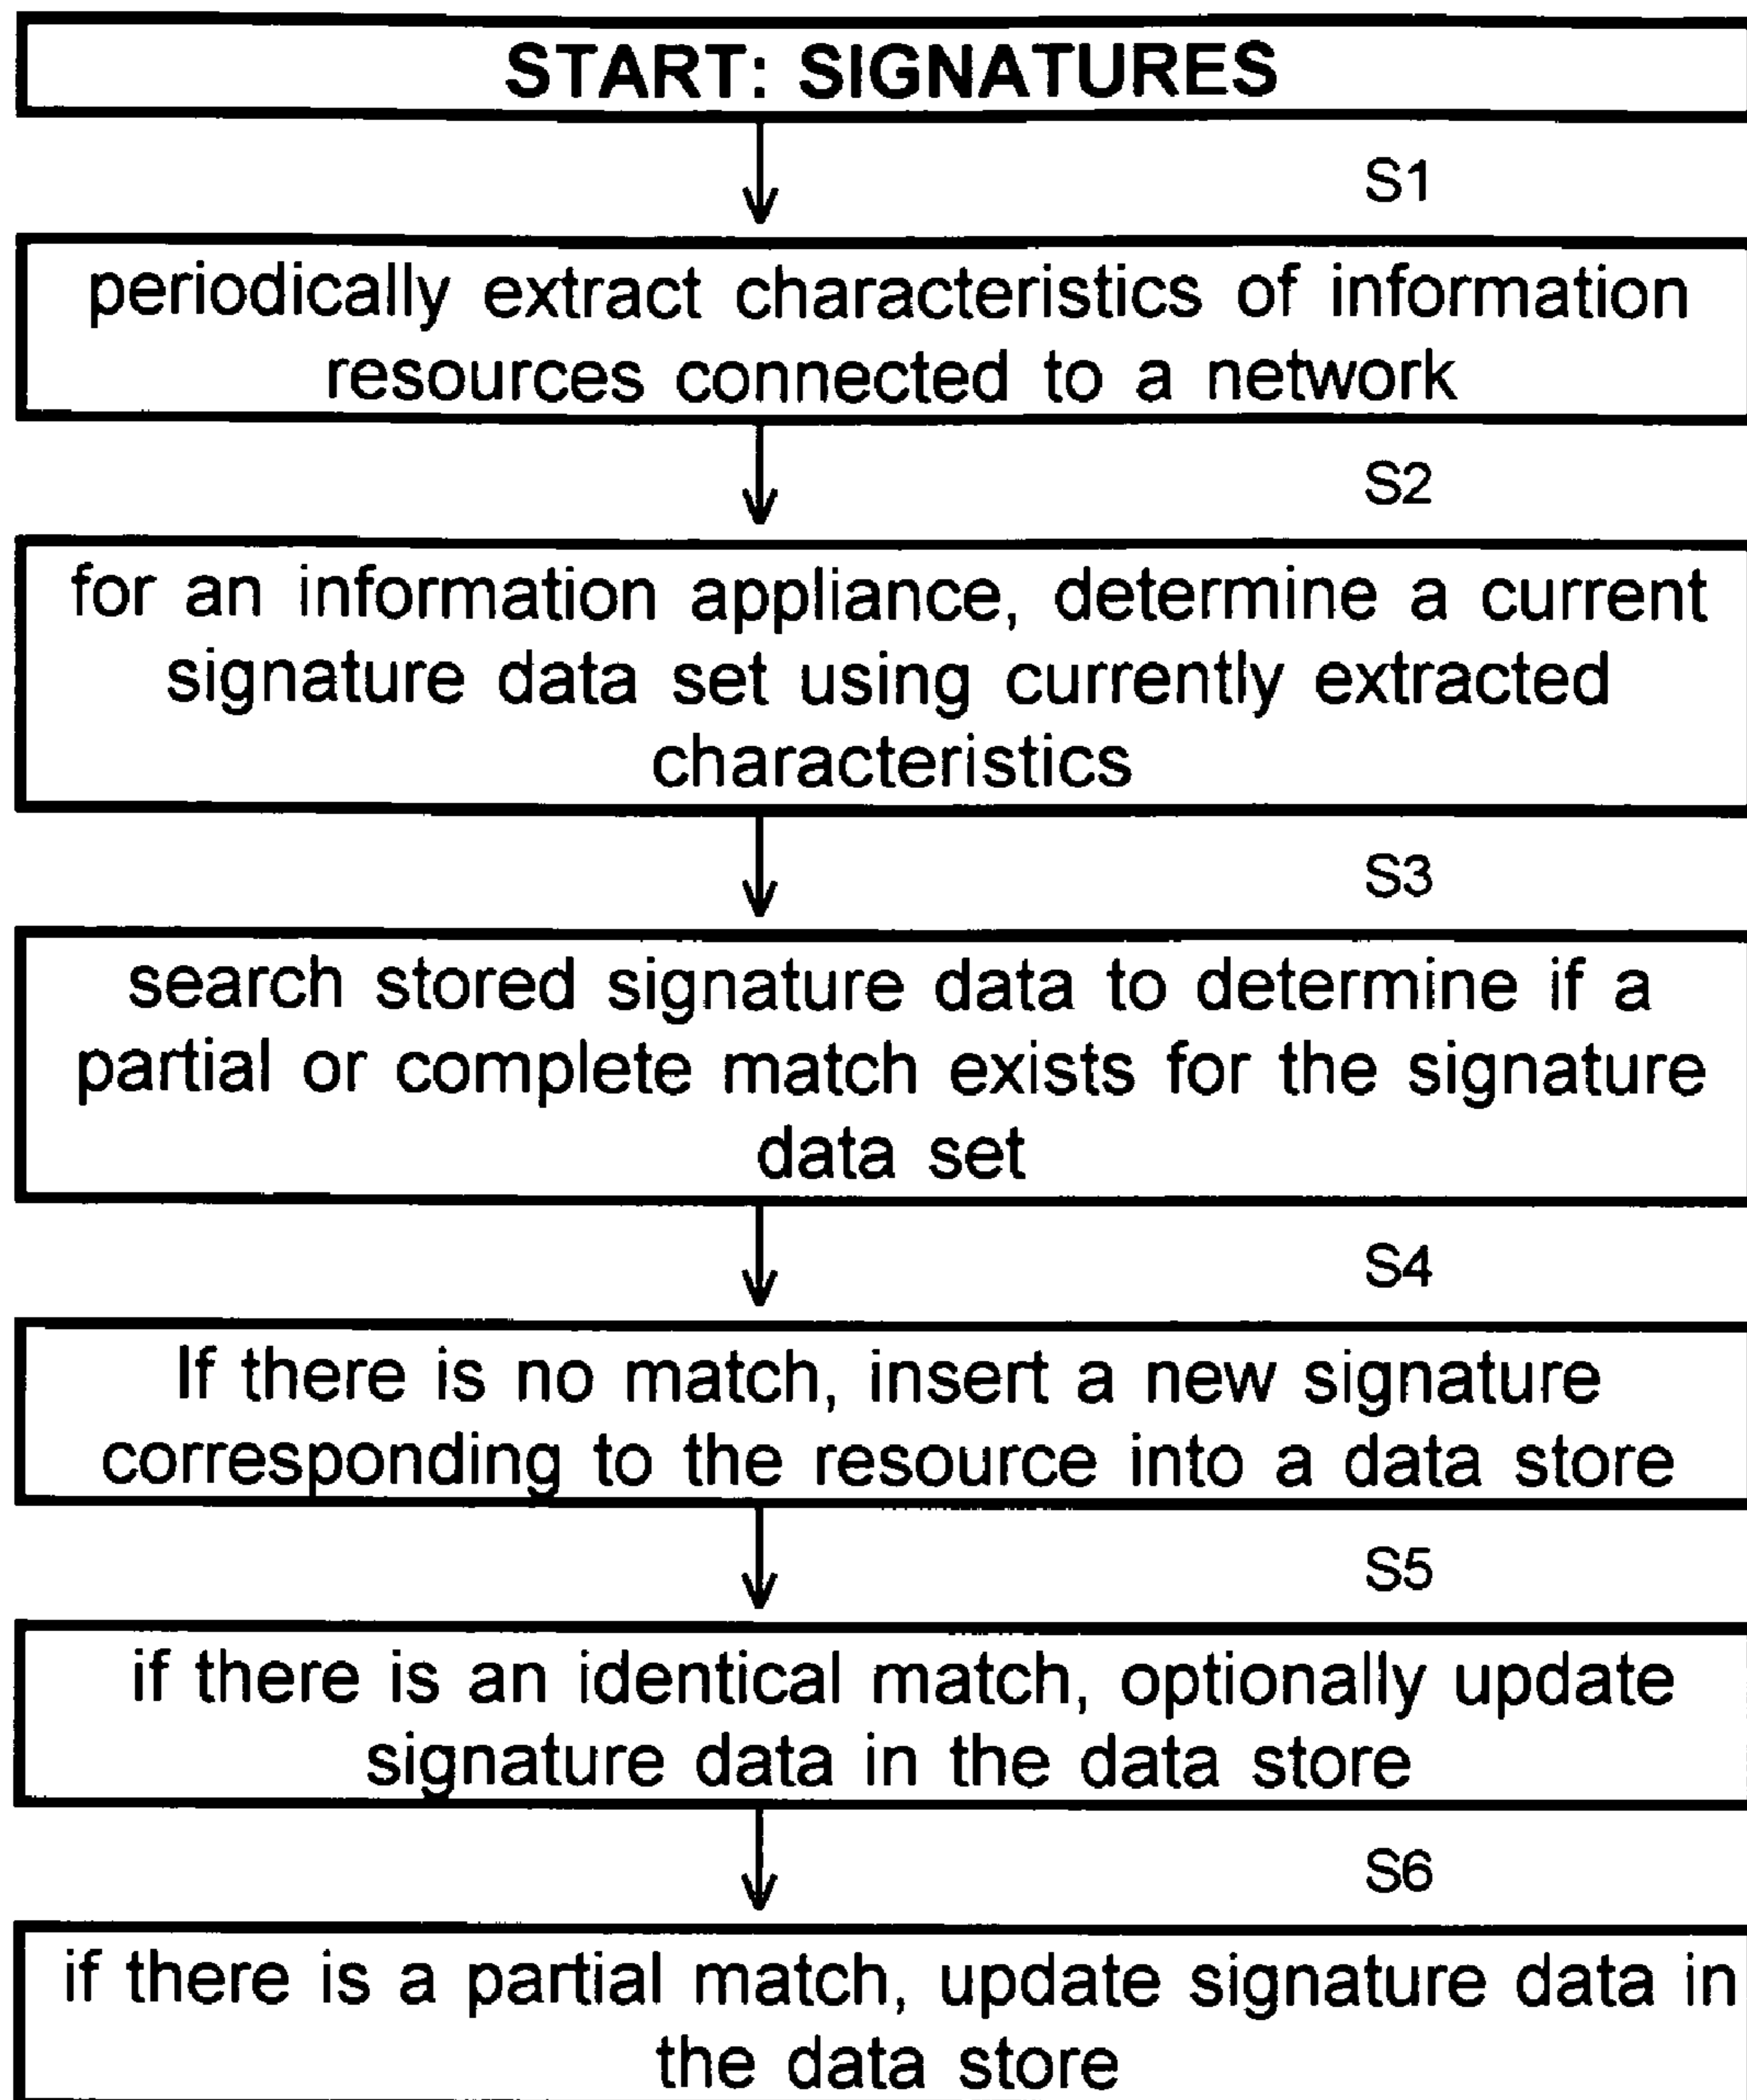 START: SIGNATURES
S1
periodically extract characteristics of information
resources connected to a network
S2
for an information appliance, determine a current
signature data set using currently extracted
characteristics
S3
search stored signature data to determine if a
partial or complete match exists for the signature
data set
S4
If there is no match, insert a new signature
corresponding to the resource into a data store
S5
if there is an identical match, optionally update
signature data in the data store
S6
if there is a partial match, update signature data in
the data store